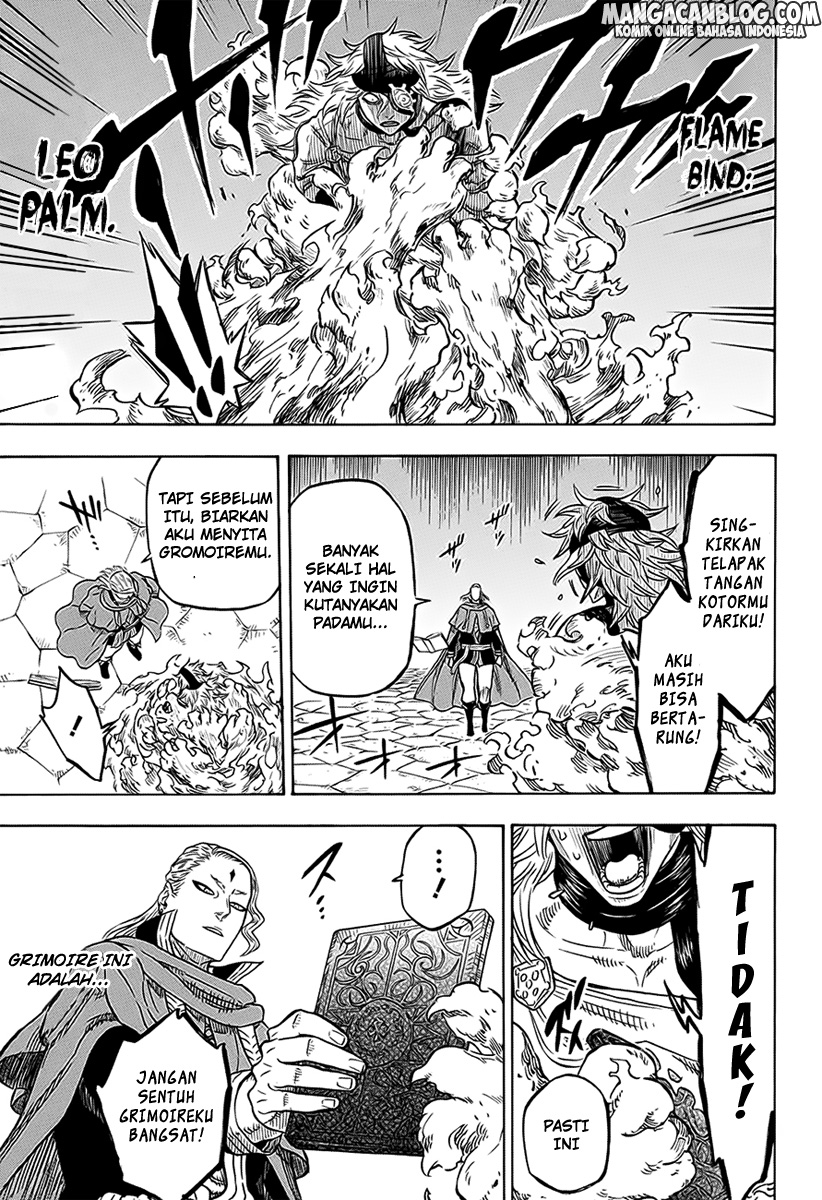 MANGACANBLOG.COM
KOMIK ONLINE BAHASA INDONESIA
FLAME
BIND:
LEO
PALM.
SING-
KIRKAN
TELAPAK
TANGAN
KOTORMU
DARIKU!
AKU
MASIH
BISA
BERTA-
RUNG!
BANYAK
SEKALI HAL
YANG INGIN
KUTANYAKAN
PADAMU...
TAPI SEBELUM
ITU, BIARKAN
AKU MENYITA
GROMOIREMU.
!
TIDAK!
PASTI
INI
...!
GRIMOIRE INI
ADALAH...
JANGAN
SENTUH
GRIMOIREKU
BANGSAT!